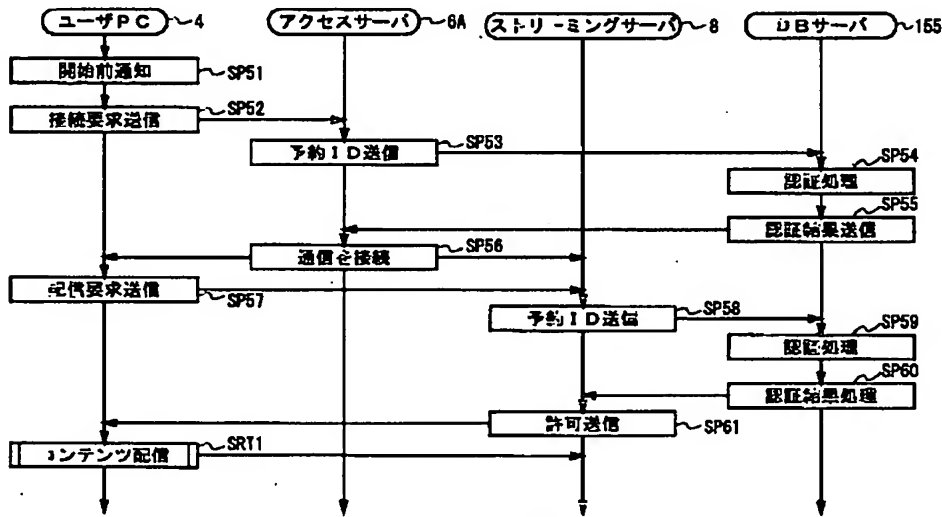 ユーザPC 4
アクセスサーバ 6A
ストリーミングサーバ 8
DBサーバ 155
開始前通知 SP51
接続要求送信 SP52
予約ID送信 SP53
認証処理 SP54
認証結果送信 SP55
通信を接続 SP56
配信要求送信 SP57
予約ID送信 SP58
認証処理 SP59
認証結果処理 SP60
許可送信 SP61
コンテンツ配信 SRT1